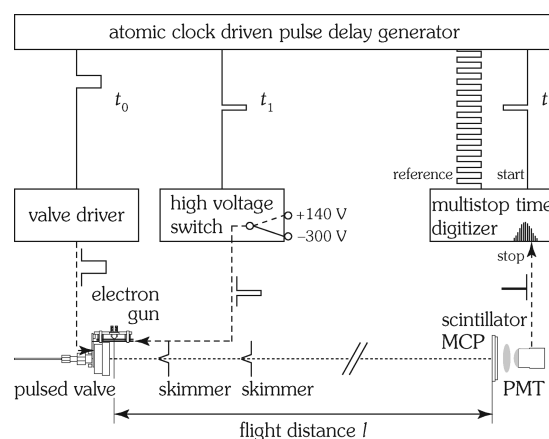 atomic clock driven pulse delay generator
t0
t1
t
reference
start
valve driver
high voltage
switch
+140 V
–300 V
multistop time
digitizer
stop
electron
gun
scintillator
MCP
pulsed valve
skimmer
skimmer
PMT
flight distance l